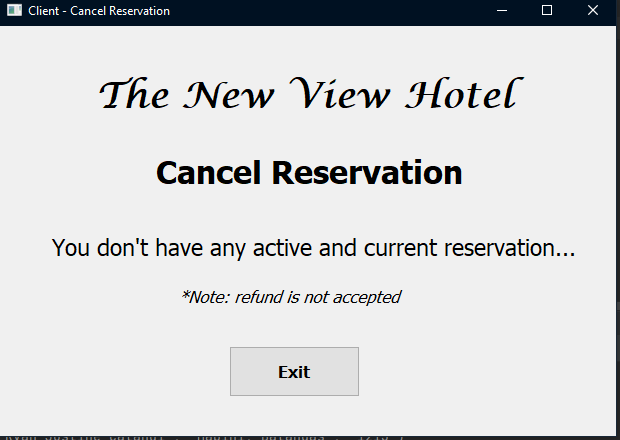 Client - Cancel Reservation
The New View Hotel
Cancel Reservation
You don't have any active and current reservation...
*Note: refund is not accepted
Exit